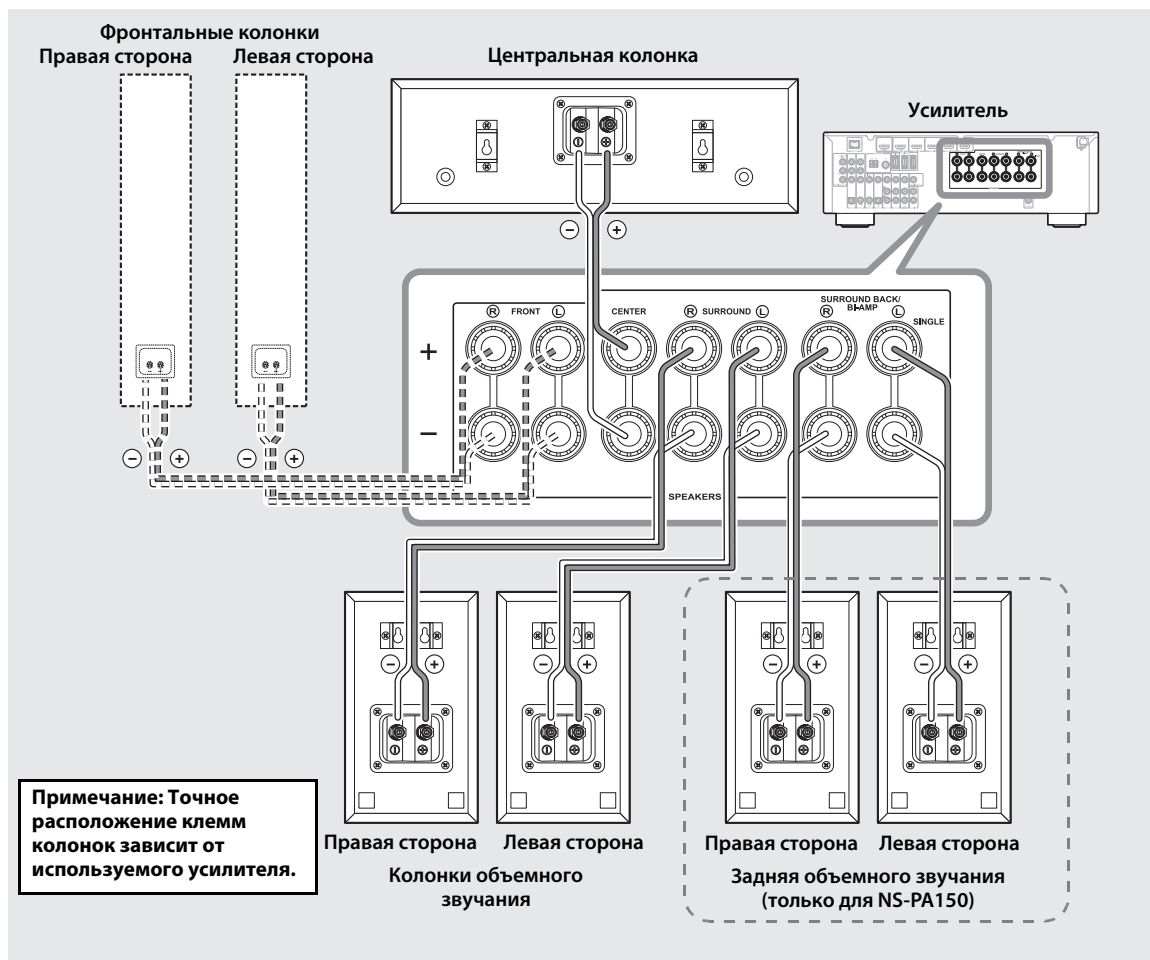 Фронтальные колонки
Правая сторона
Левая сторона
Центральная колонка
Усилитель
− +
R FRONT L
CENTER
R SURROUND L
SURROUND BACK/
BI-AMP
R L
SINGLE
+
−
− +
− +
SPEAKERS
− +
− +
− +
− +
Примечание: Точное
расположение клемм
колонок зависит от
используемого усилителя.
Правая сторона
Левая сторона
Колонки объемного
звучания
Правая сторона
Левая сторона
Задняя объемного звучания
(только для NS-PA150)